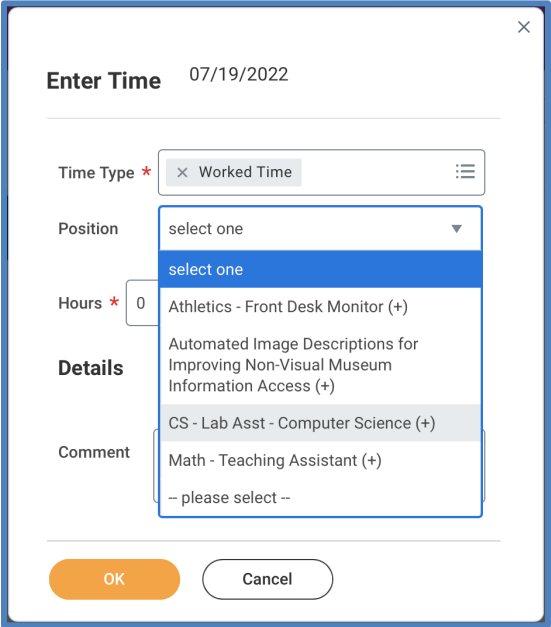 ×
Enter Time 07/19/2022
Time Type * × Worked Time
Position select one
select one
Hours * 0
Athletics - Front Desk Monitor (+)
Automated Image Descriptions for
Improving Non-Visual Museum
Information Access (+)
Details
CS - Lab Asst - Computer Science (+)
Comment
Math - Teaching Assistant (+)
-- please select --
OK Cancel